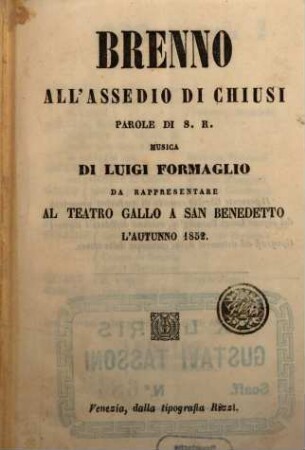 BRENNO
ALL'ASSEDIO DI CHIUSI
PAROLE DI S. R.
MUSICA
DI LUIGI FORMAGLIO
DA RAPPRESENTARE
AL TEATRO GALLO A SAN BENEDETTO
L'AUTUNNO 1852.
GUSTAVI TASSONI
Scaff.
N.°
Venezia, dalla tipografia Rizzi.